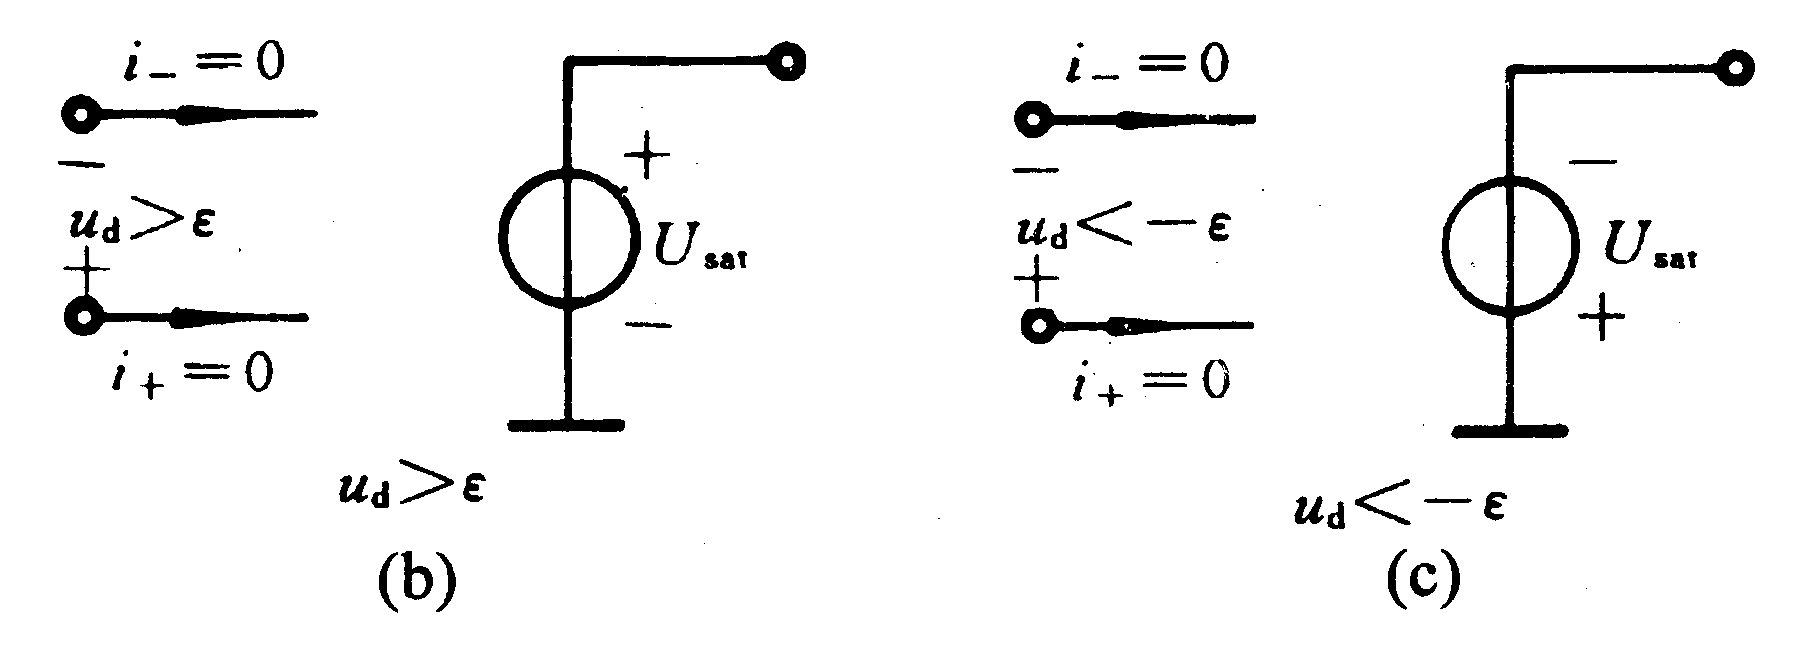 i₋ = 0
−
u_d > ε
+
i₊ = 0
+
U_sat
−
u_d > ε
(b)
i₋ = 0
−
u_d < − ε
+
i₊ = 0
−
U_sat
+
u_d < − ε
(c)